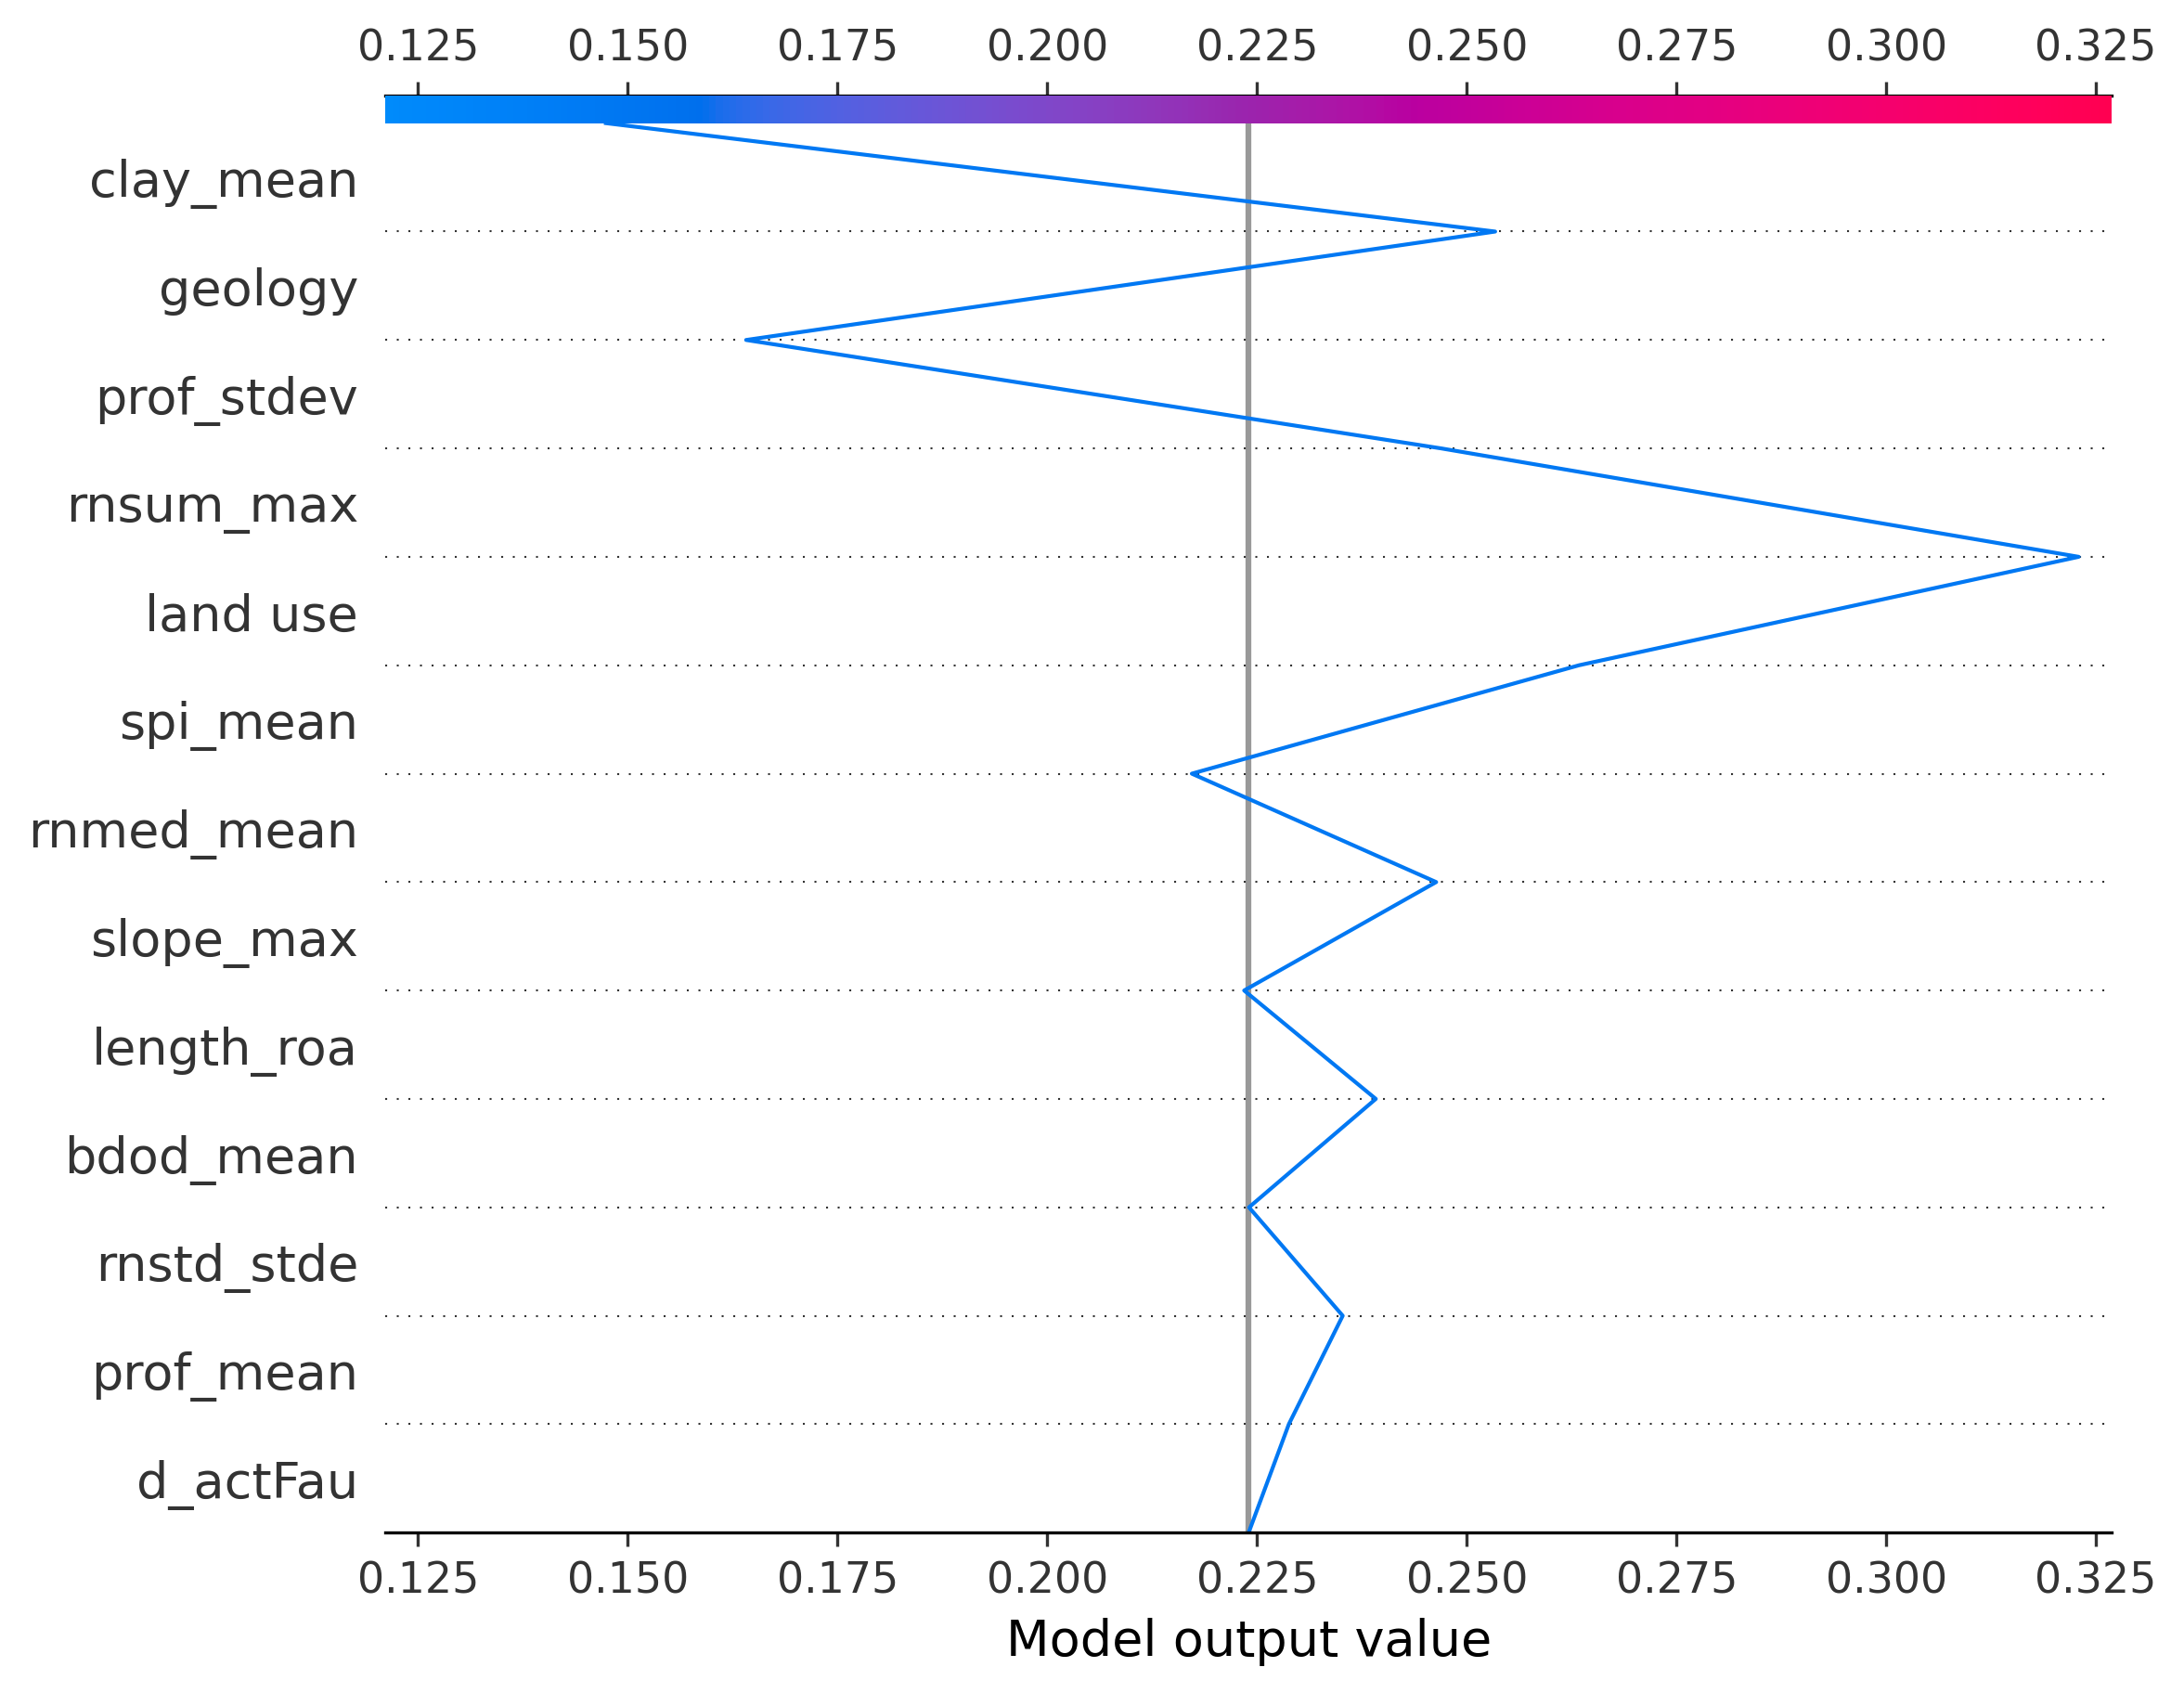 0.125 0.150 0.175 0.200 0.225 0.250 0.275 0.300 0.325
clay_mean
geology
prof_stdev
rnsum_max
land use
spi_mean
rnmed_mean
slope_max
length_roa
bdod_mean
rnstd_stde
prof_mean
d_actFau
0.125 0.150 0.175 0.200 0.225 0.250 0.275 0.300 0.325
Model output value